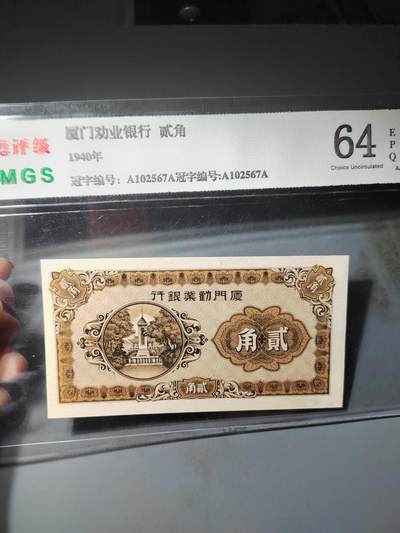 评级
MGS
厦门劝业银行 贰角
1940年
冠字编号：A102567A冠字编号:A102567A
64
Choice Uncirculated
E
P
Q
廈門勸業銀行
貳角
貳角